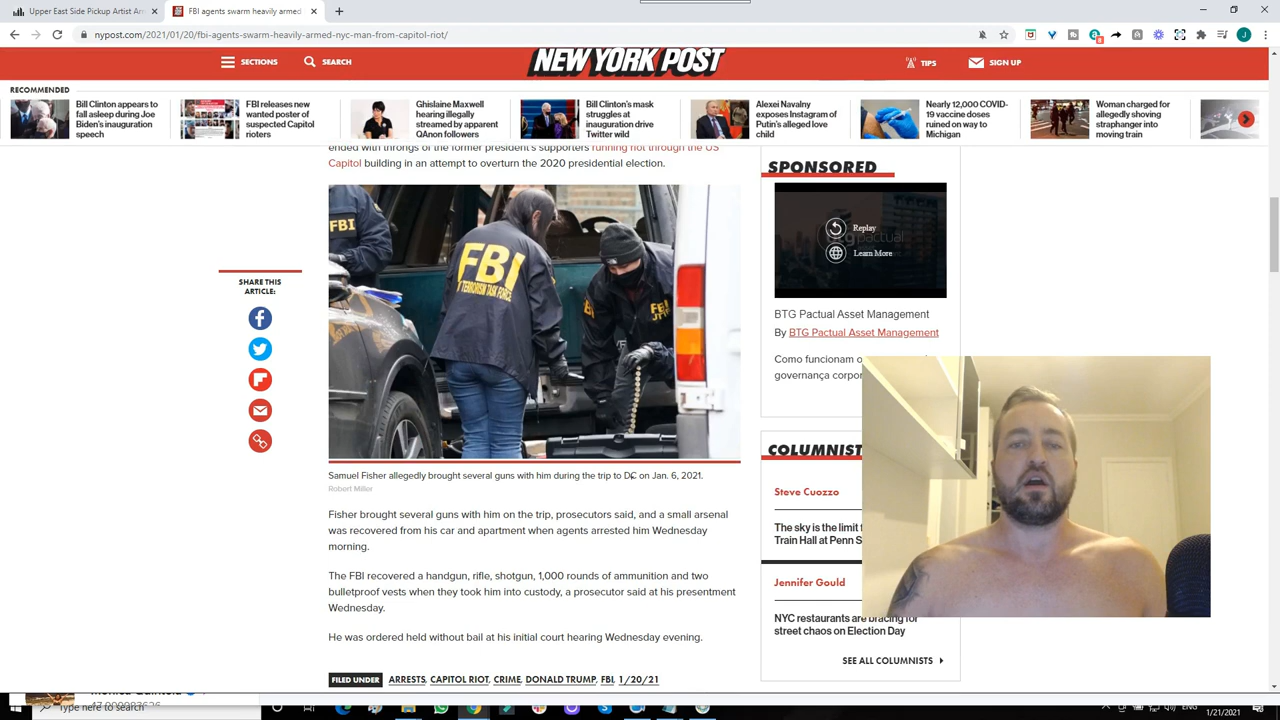 Upper East Side Pickup Artist Arr
FBI agents swarm heavily armed
nypost.com/2021/01/20/fbi-agents-swarm-heavily-armed-nyc-man-from-capitol-riot/
SECTIONS
SEARCH
NEW YORK POST
TIPS
SIGN UP
RECOMMENDED
Bill Clinton appears to
fall asleep during Joe
Biden's inauguration
speech
FBI releases new
wanted poster of
suspected Capitol
rioters
Ghislaine Maxwell
hearing illegally
streamed by apparent
QAnon followers
Bill Clinton's mask
struggles at
inauguration drive
Twitter wild
Alexei Navalny
exposes Instagram of
Putin's alleged love
child
Nearly 12,000 COVID-
19 vaccine doses
ruined on way to
Michigan
Woman charged for
allegedly shoving
straphanger into
moving train
ended with throngs of the former president's supporters running riot through the US
Capitol building in an attempt to overturn the 2020 presidential election.
FBI
FBI
TERRORISM TASK FORCE
FBI
SHARE THIS
ARTICLE:
Samuel Fisher allegedly brought several guns with him during the trip to DC on Jan. 6, 2021.
Robert Miller
Fisher brought several guns with him on the trip, prosecutors said, and a small arsenal
was recovered from his car and apartment when agents arrested him Wednesday
morning.
The FBI recovered a handgun, rifle, shotgun, 1,000 rounds of ammunition and two
bulletproof vests when they took him into custody, a prosecutor said at his presentment
Wednesday.
He was ordered held without bail at his initial court hearing Wednesday evening.
FILED UNDER ARRESTS, CAPITOL RIOT, CRIME, DONALD TRUMP, FBI, 1/20/21
SPONSORED
Replay
pactual
Learn More
BTG Pactual Asset Management
By BTG Pactual Asset Management
Como funcionam o
governança corpor
COLUMNIST
Steve Cuozzo
The sky is the limit f
Train Hall at Penn S
Jennifer Gould
NYC restaurants are bracing for
street chaos on Election Day
SEE ALL COLUMNISTS
Type here to search
ENG
1/21/2021